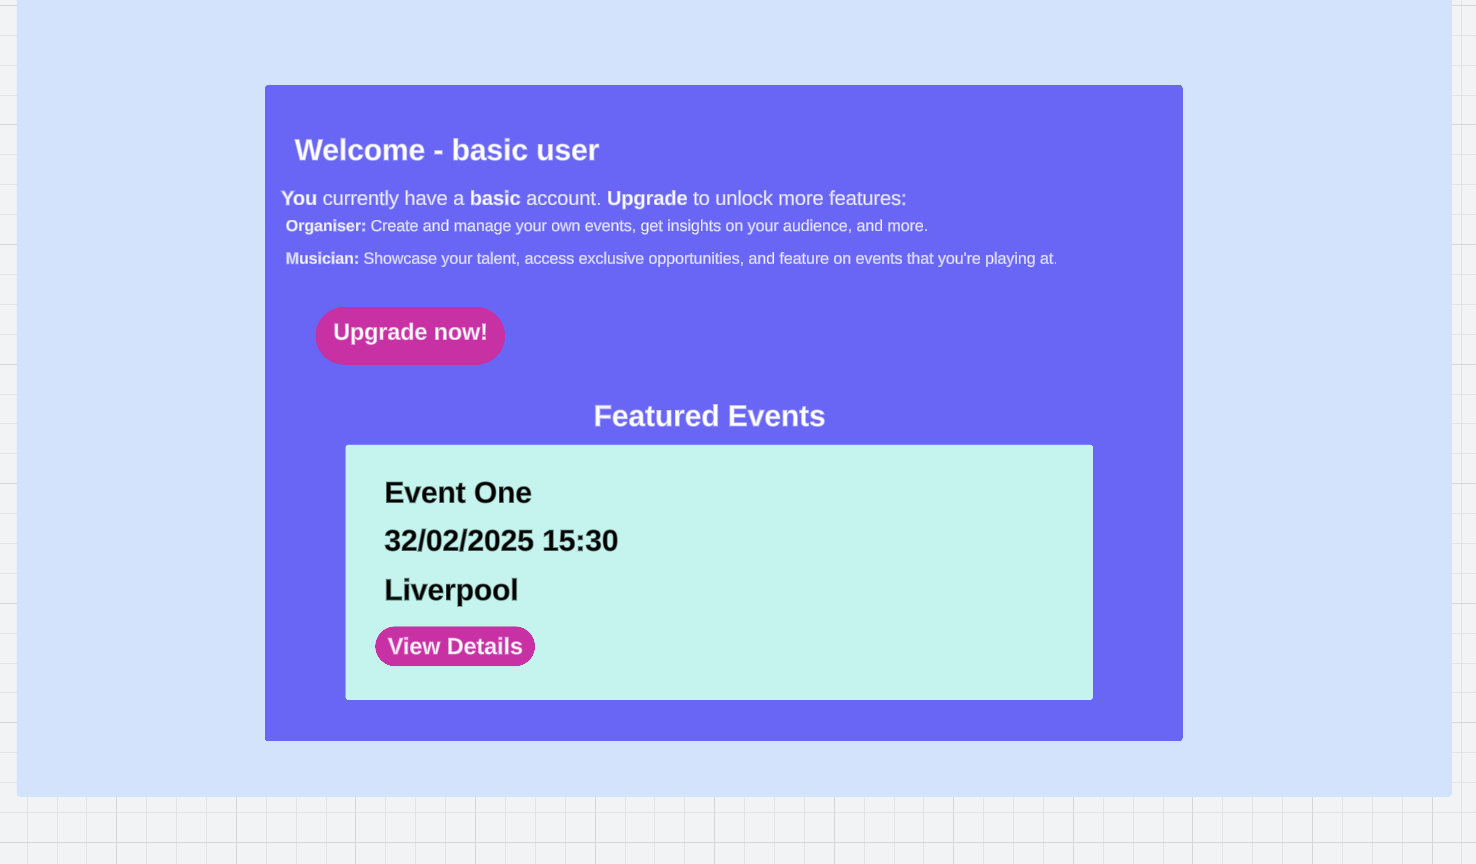 Welcome - basic user
You currently have a basic account. Upgrade to unlock more features:
Organiser: Create and manage your own events, get insights on your audience, and more.
Musician: Showcase your talent, access exclusive opportunities, and feature on events that you're playing at.
Upgrade now!
Featured Events
Event One
32/02/2025 15:30
Liverpool
View Details